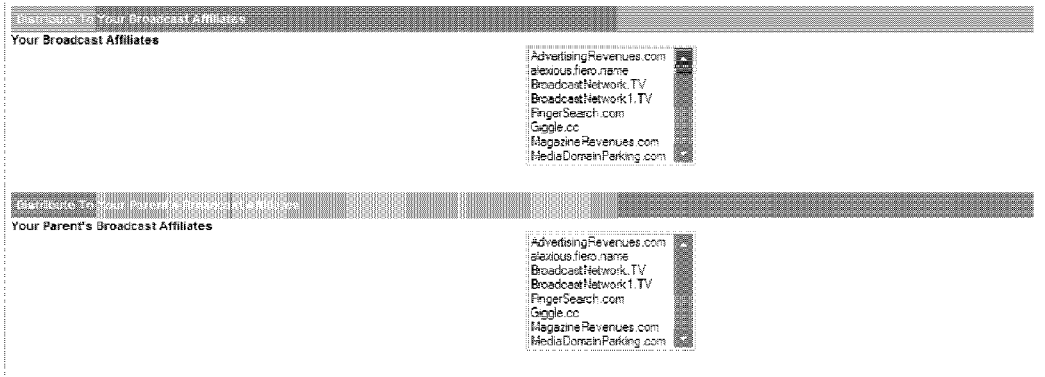 Distribute To Your Broadcast Affiliates
Your Broadcast Affiliates
AdvertisingRevenues.com
alexious.fiero.name
BroadcastNetwork.TV
BroadcastNetwork1.TV
FingerSearch.com
Giggle.cc
MagazineRevenues.com
MediaDomainParking.com
Distribute To Your Parent's Broadcast Affiliates
Your Parent's Broadcast Affiliates
AdvertisingRevenues.com
alexious.fiero.name
BroadcastNetwork.TV
BroadcastNetwork1.TV
FingerSearch.com
Giggle.cc
MagazineRevenues.com
MediaDomainParking.com